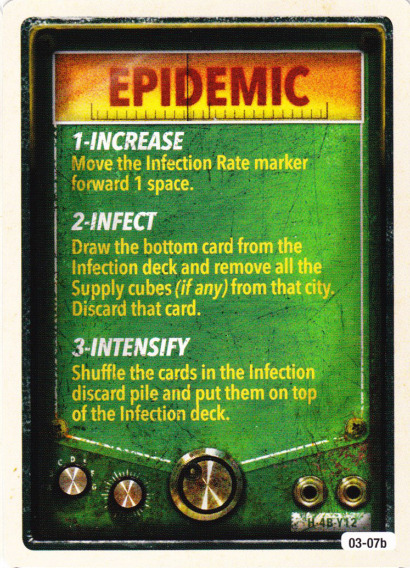 EPIDEMIC
1-INCREASE
Move the Infection Rate marker
forward 1 space.
2-INFECT
Draw the bottom card from the
Infection deck and remove all the
Supply cubes (if any) from that city.
Discard that card.
3-INTENSIFY
Shuffle the cards in the Infection
discard pile and put them on top
of the Infection deck.
C D E F G
H-4B-Y12
03-07b